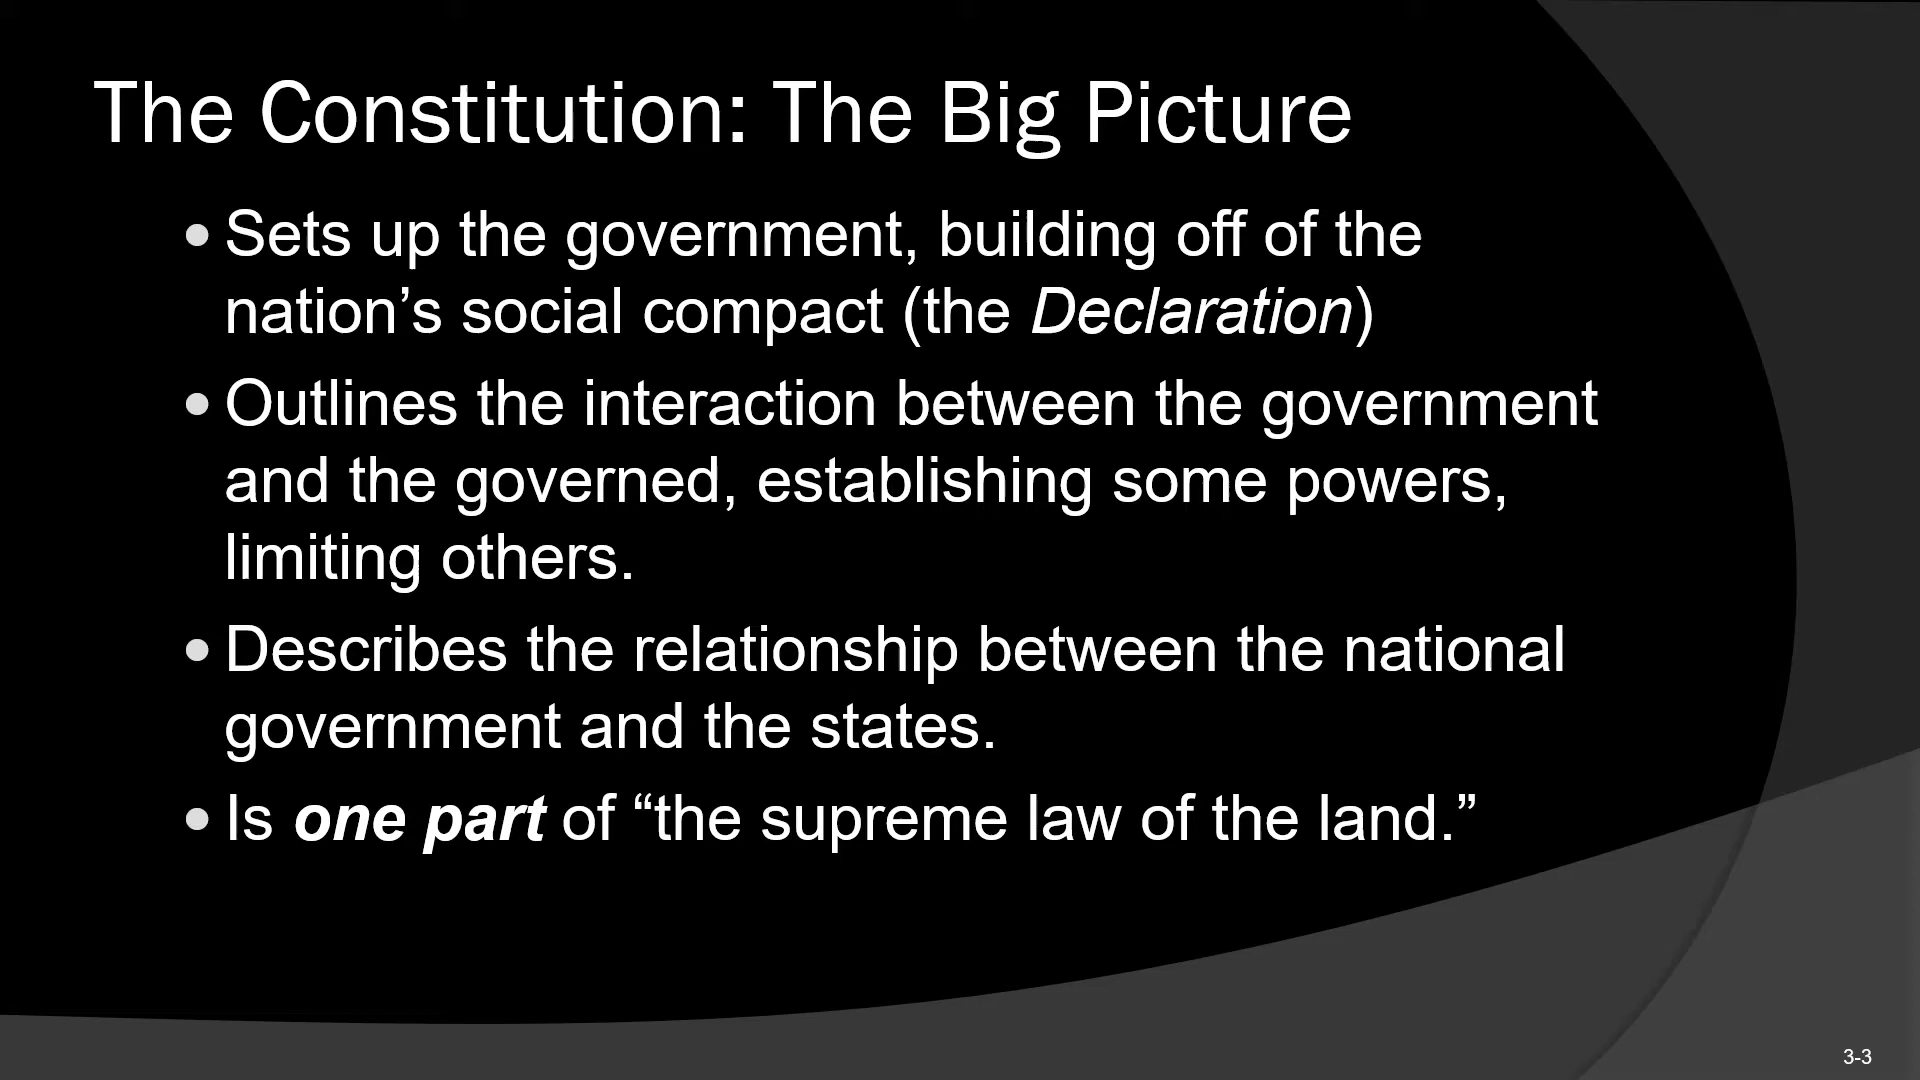 The Constitution: The Big Picture
• Sets up the government, building off of the
nation’s social compact (the Declaration)
• Outlines the interaction between the government
and the governed, establishing some powers,
limiting others.
• Describes the relationship between the national
government and the states.
• Is one part of “the supreme law of the land.”
3-3